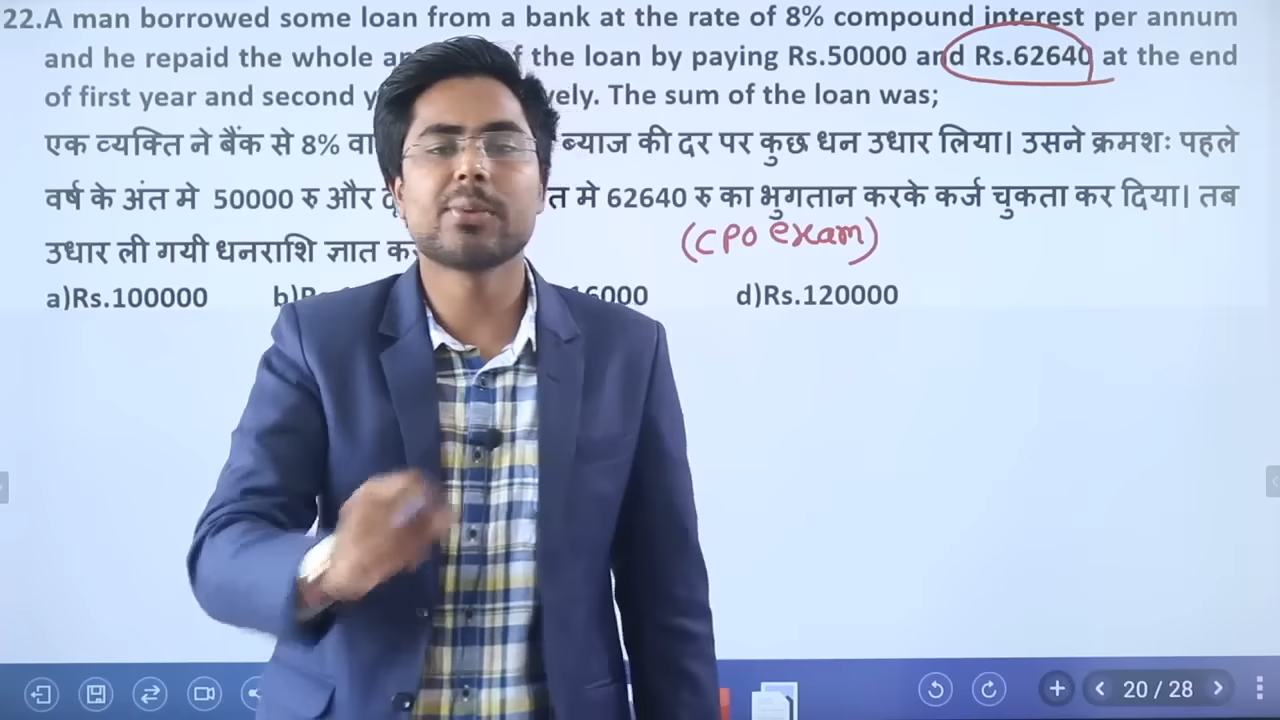 22.A man borrowed some loan from a bank at the rate of 8% compound interest per annum
and he repaid the whole of the loan by paying Rs.50000 and Rs.62640 at the end
of first year and second The sum of the loan was;
एक व्यक्ति ने बैंक से 8% ब्याज की दर पर कुछ धन उधार लिया। उसने क्रमशः पहले
वर्ष के अंत मे 50000 रु और मे 62640 रु का भुगतान करके कर्ज चुकता कर दिया। तब
उधार ली गयी धनराशि ज्ञात
(CPO exam)
a)Rs.100000 b) d)Rs.120000
20 / 28